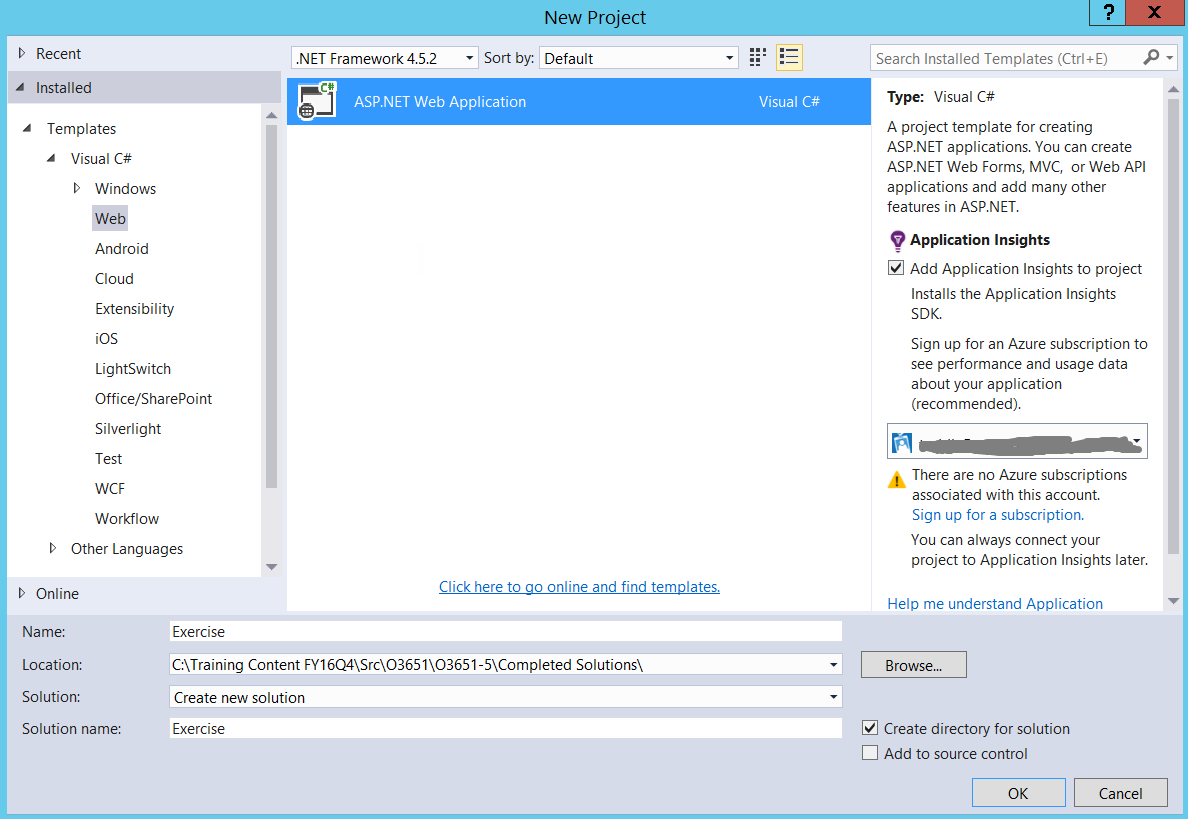 New Project
?
X
Recent
Installed
Templates
Visual C#
Windows
Web
Android
Cloud
Extensibility
iOS
LightSwitch
Office/SharePoint
Silverlight
Test
WCF
Workflow
Other Languages
Online
.NET Framework 4.5.2 Sort by: Default
C# ASP.NET Web Application Visual C#
Click here to go online and find templates.
Search Installed Templates (Ctrl+E)
Type: Visual C#
A project template for creating
ASP.NET applications. You can create
ASP.NET Web Forms, MVC, or Web API
applications and add many other
features in ASP.NET.
Application Insights
Add Application Insights to project
Installs the Application Insights
SDK.
Sign up for an Azure subscription to
see performance and usage data
about your application
(recommended).
There are no Azure subscriptions
associated with this account.
Sign up for a subscription.
You can always connect your
project to Application Insights later.
Help me understand Application
Name: Exercise
Location: C:\Training Content FY16Q4\Src\O3651\O3651-5\Completed Solutions\ Browse...
Solution: Create new solution
Solution name: Exercise
Create directory for solution
Add to source control
OK Cancel